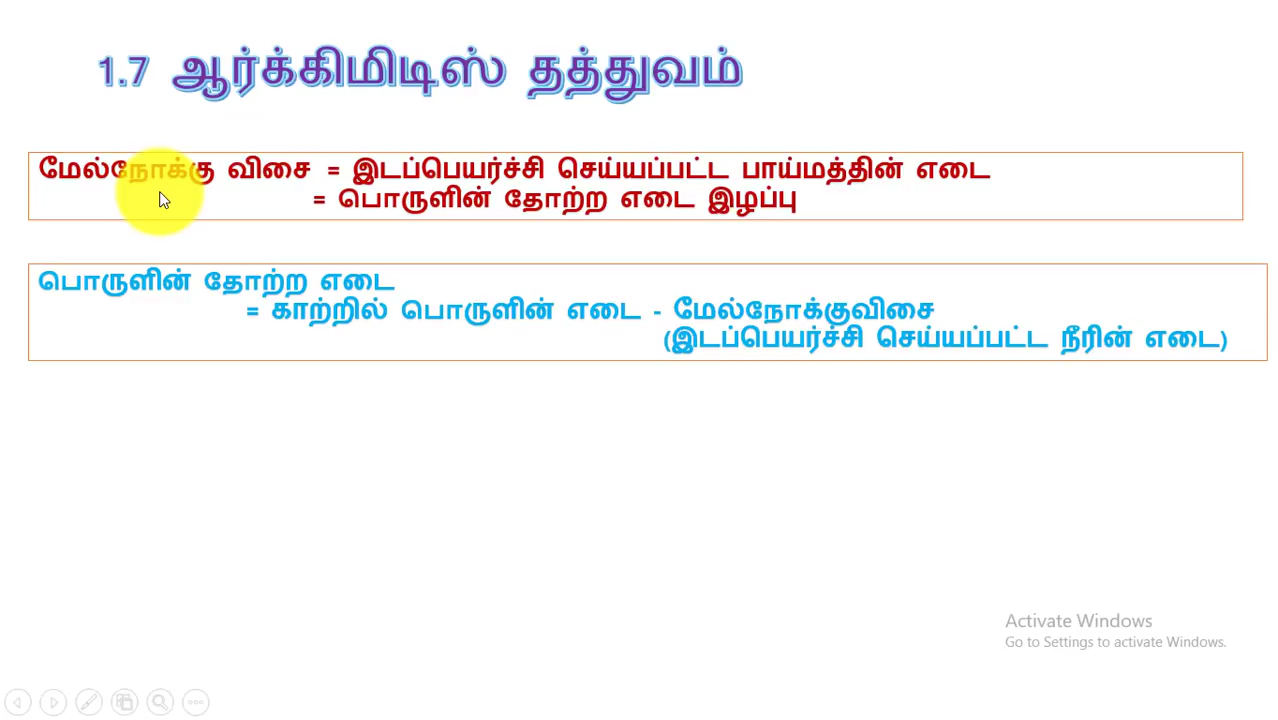 1.7 ஆர்க்கிமிடிஸ் தத்துவம்
மேல்நோக்கு விசை = இடப்பெயர்ச்சி செய்யப்பட்ட பாய்மத்தின் எடை
= பொருளின் தோற்ற எடை இழப்பு
பொருளின் தோற்ற எடை
= காற்றில் பொருளின் எடை - மேல்நோக்குவிசை
(இடப்பெயர்ச்சி செய்யப்பட்ட நீரின் எடை)
Activate Windows
Go to Settings to activate Windows.